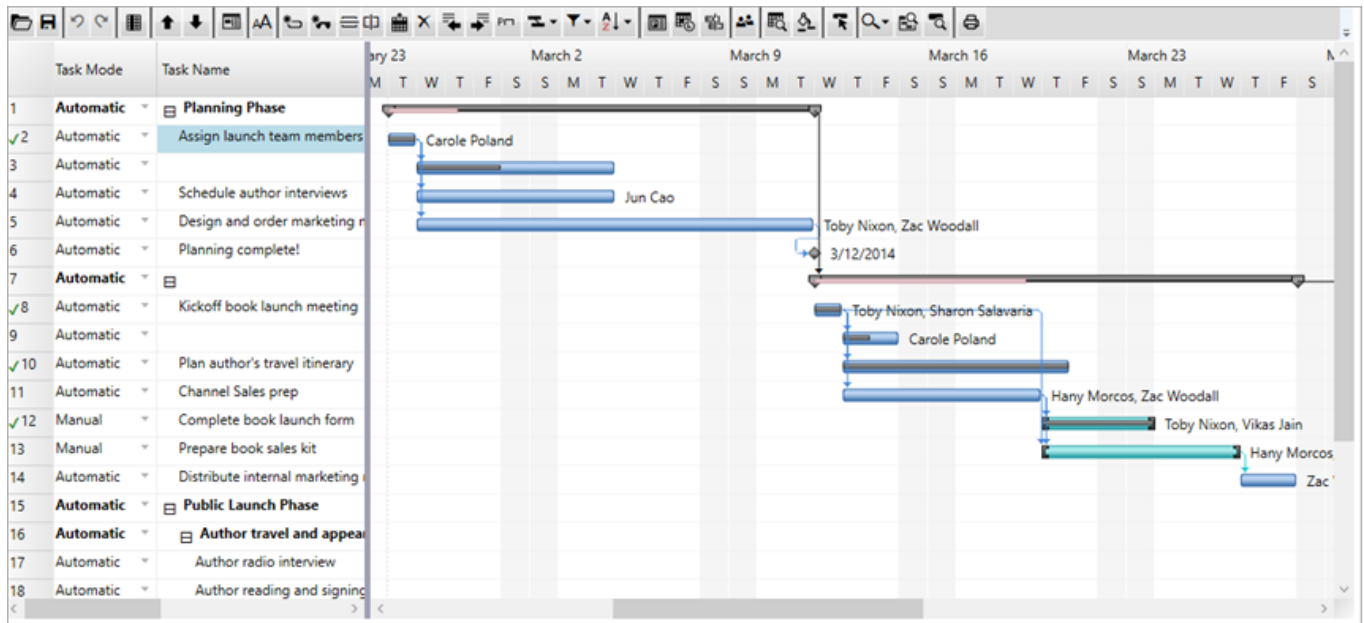 ary 23 March 2 March 9 March 16 March 23
Task Mode Task Name
M T W T F S S M T W T F S S M T W T F S S M T W T F S S M T W T F S
1 Automatic Planning Phase
2 Automatic Assign launch team members Carole Poland
3 Automatic
4 Automatic Schedule author interviews Jun Cao
5 Automatic Design and order marketing Toby Nixon, Zac Woodall
6 Automatic Planning complete! 3/12/2014
7 Automatic
8 Automatic Kickoff book launch meeting Toby Nixon, Sharon Salavaria
9 Automatic Carole Poland
10 Automatic Plan author's travel itinerary
11 Automatic Channel Sales prep Hany Morcos, Zac Woodall
12 Manual Complete book launch form Toby Nixon, Vikas Jain
13 Manual Prepare book sales kit Hany Morcos,
14 Automatic Distribute internal marketing Zac
15 Automatic Public Launch Phase
16 Automatic Author travel and appea
17 Automatic Author radio interview
18 Automatic Author reading and signing